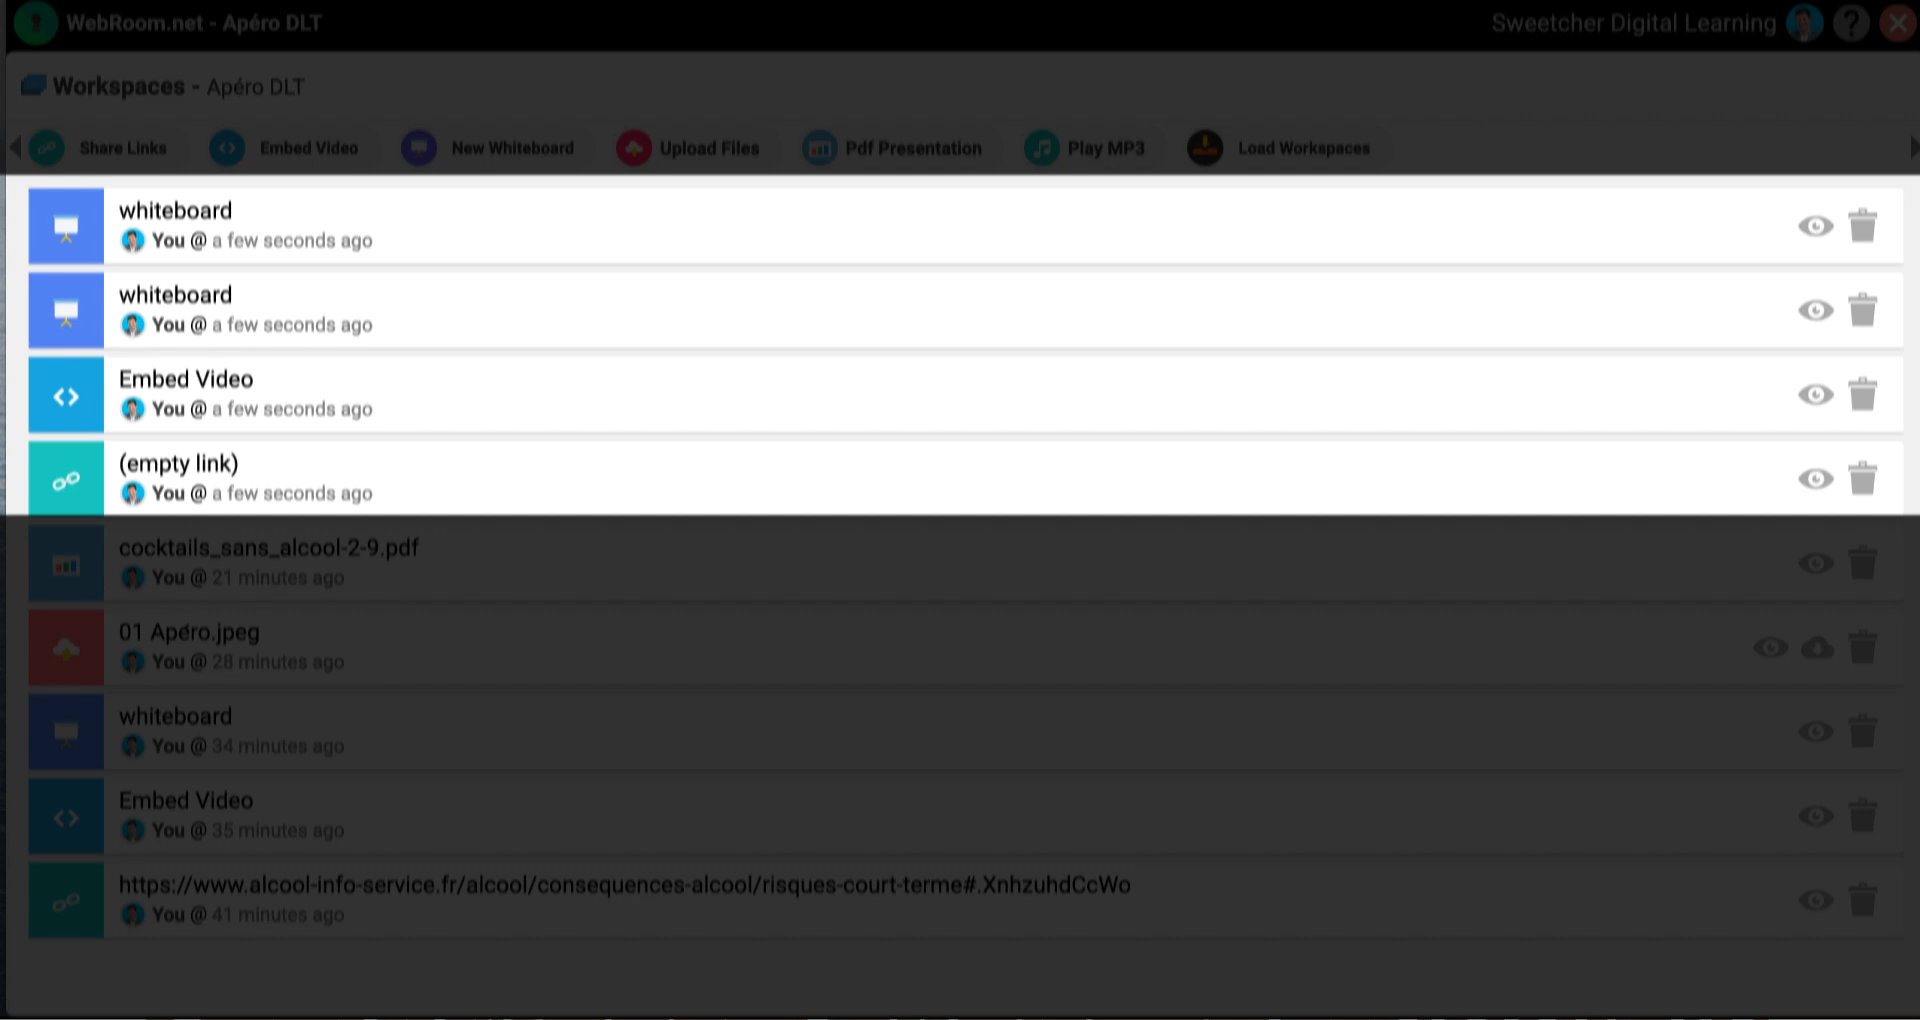 WebRoom.net - Apéro DLT
Sweetcher Digital Learning
Workspaces - Apéro DLT
Share Links
Embed Video
New Whiteboard
Upload Files
Pdf Presentation
Play MP3
Load Workspaces
whiteboard
You @ a few seconds ago
whiteboard
You @ a few seconds ago
Embed Video
You @ a few seconds ago
(empty link)
You @ a few seconds ago
cocktails_sans_alcool-2-9.pdf
You @ 21 minutes ago
01 Apéro.jpeg
You @ 28 minutes ago
whiteboard
You @ 34 minutes ago
Embed Video
You @ 35 minutes ago
https://www.alcool-info-service.fr/alcool/consequences-alcool/risques-court-terme#.XnhzuhdCcWo
You @ 41 minutes ago